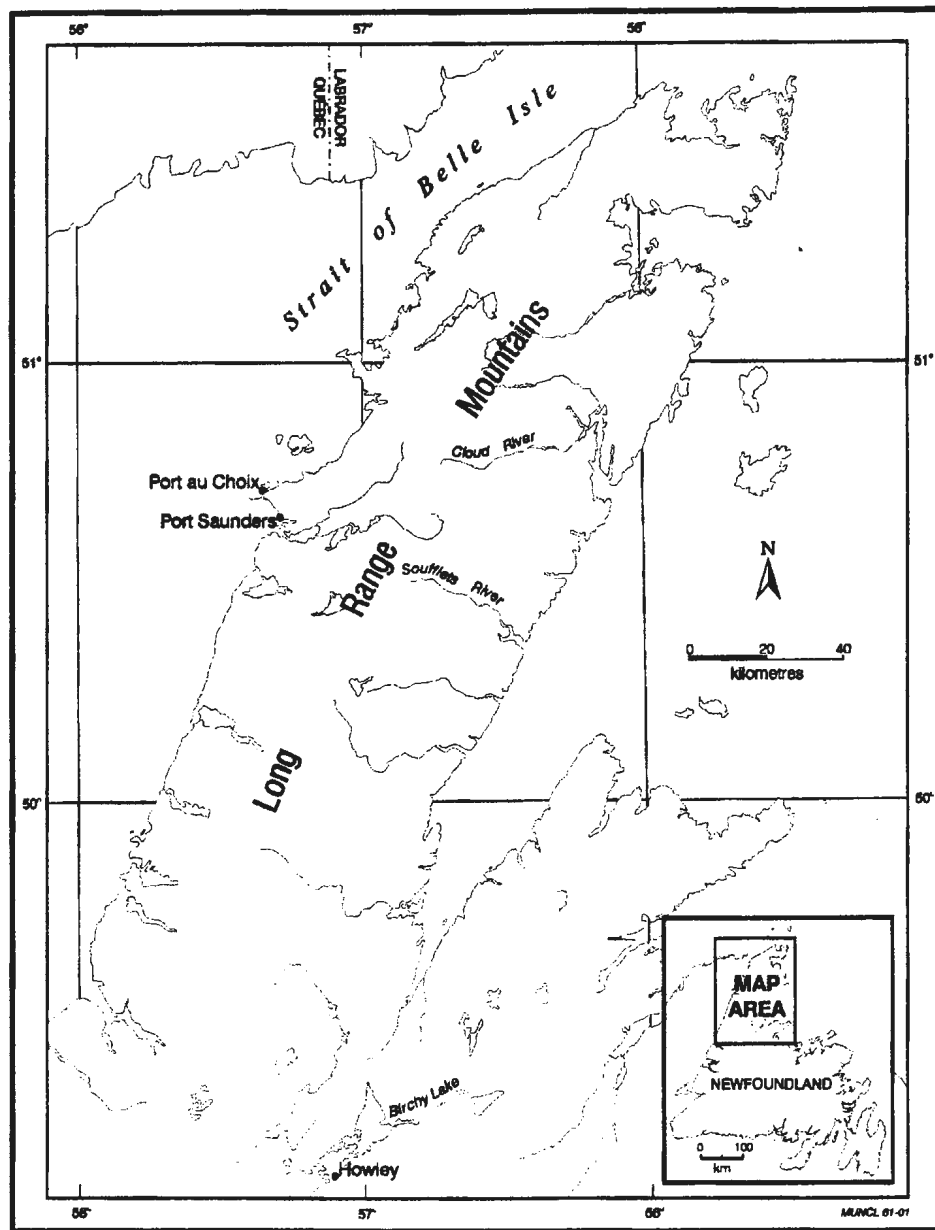 58°
57°
56°
LABRADOR
QUÉBEC
Strait of Belle Isle
51°
51°
Mountains
Cloud River
Port au Choix
Port Saunders
Range
Soufflets River
N
0 20 40
kilometres
Long
50°
50°
MAP
AREA
NEWFOUNDLAND
Birchy Lake
0 100
km
Howley
58°
57°
56°
MUNCL 61-01